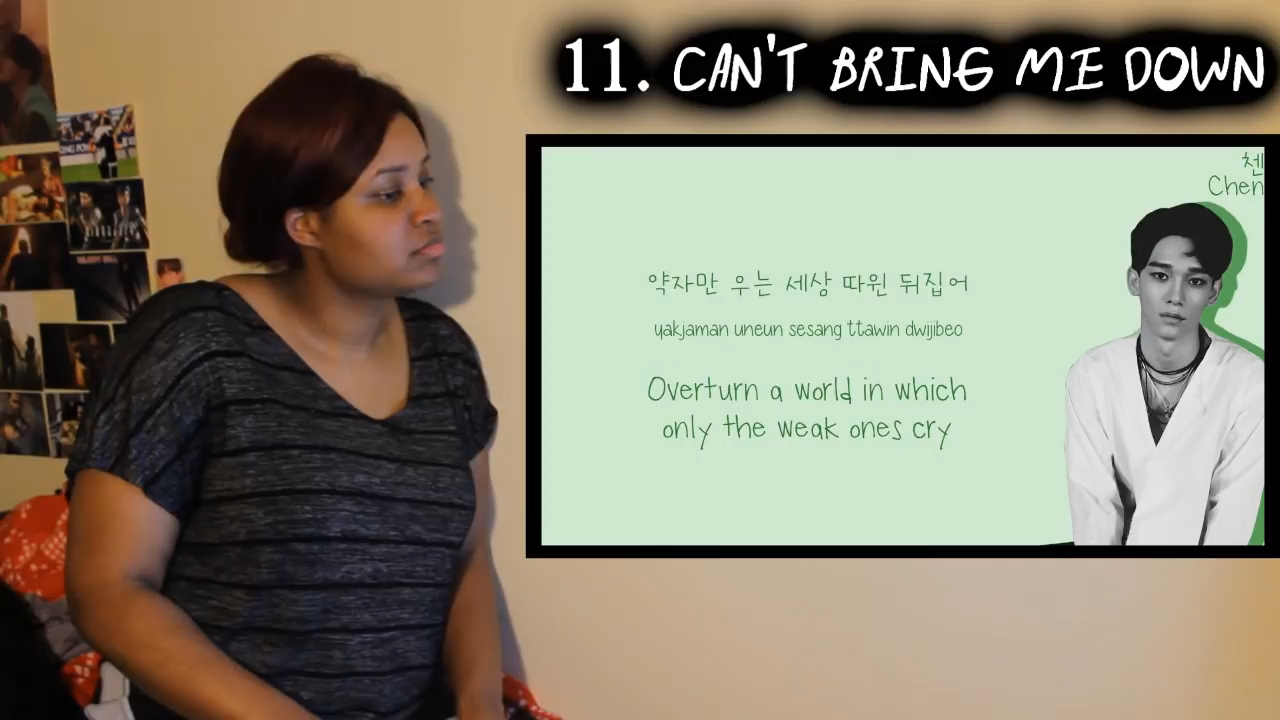 11. CAN'T BRING ME DOWN
첸
Chen
약자만 우는 세상 따윈 뒤집어
yakjaman uneun sesang ttawin dwijibeo
Overturn a world in which
only the weak ones cry